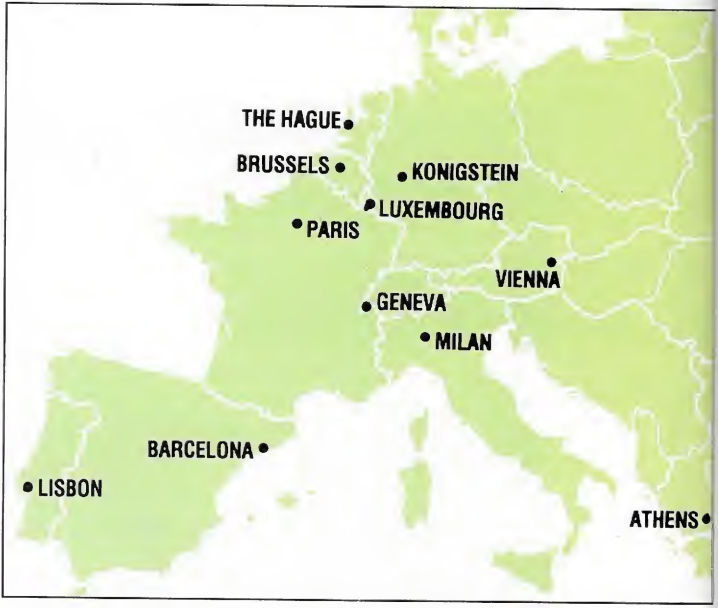 THE HAGUE
BRUSSELS
KONIGSTEIN
LUXEMBOURG
PARIS
VIENNA
GENEVA
MILAN
BARCELONA
LISBON
ATHENS